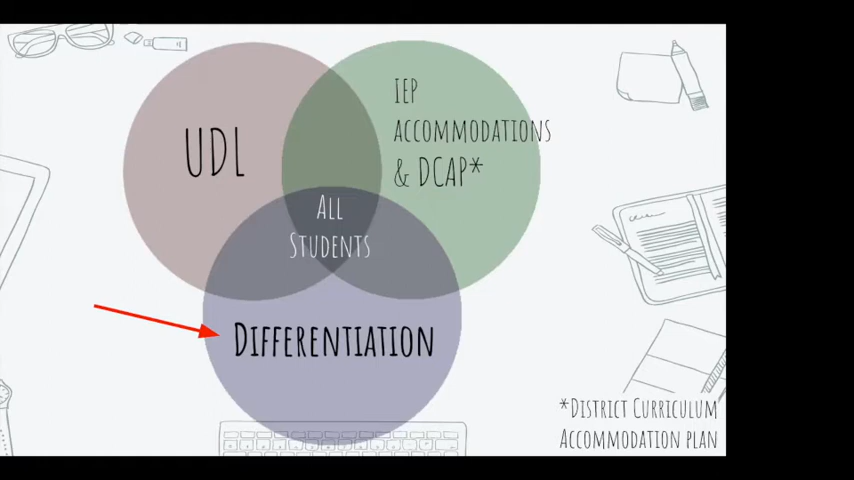 UDL
IEP
ACCOMMODATIONS
& DCAP*
ALL
STUDENTS
DIFFERENTIATION
*DISTRICT CURRICULUM
ACCOMMODATION PLAN